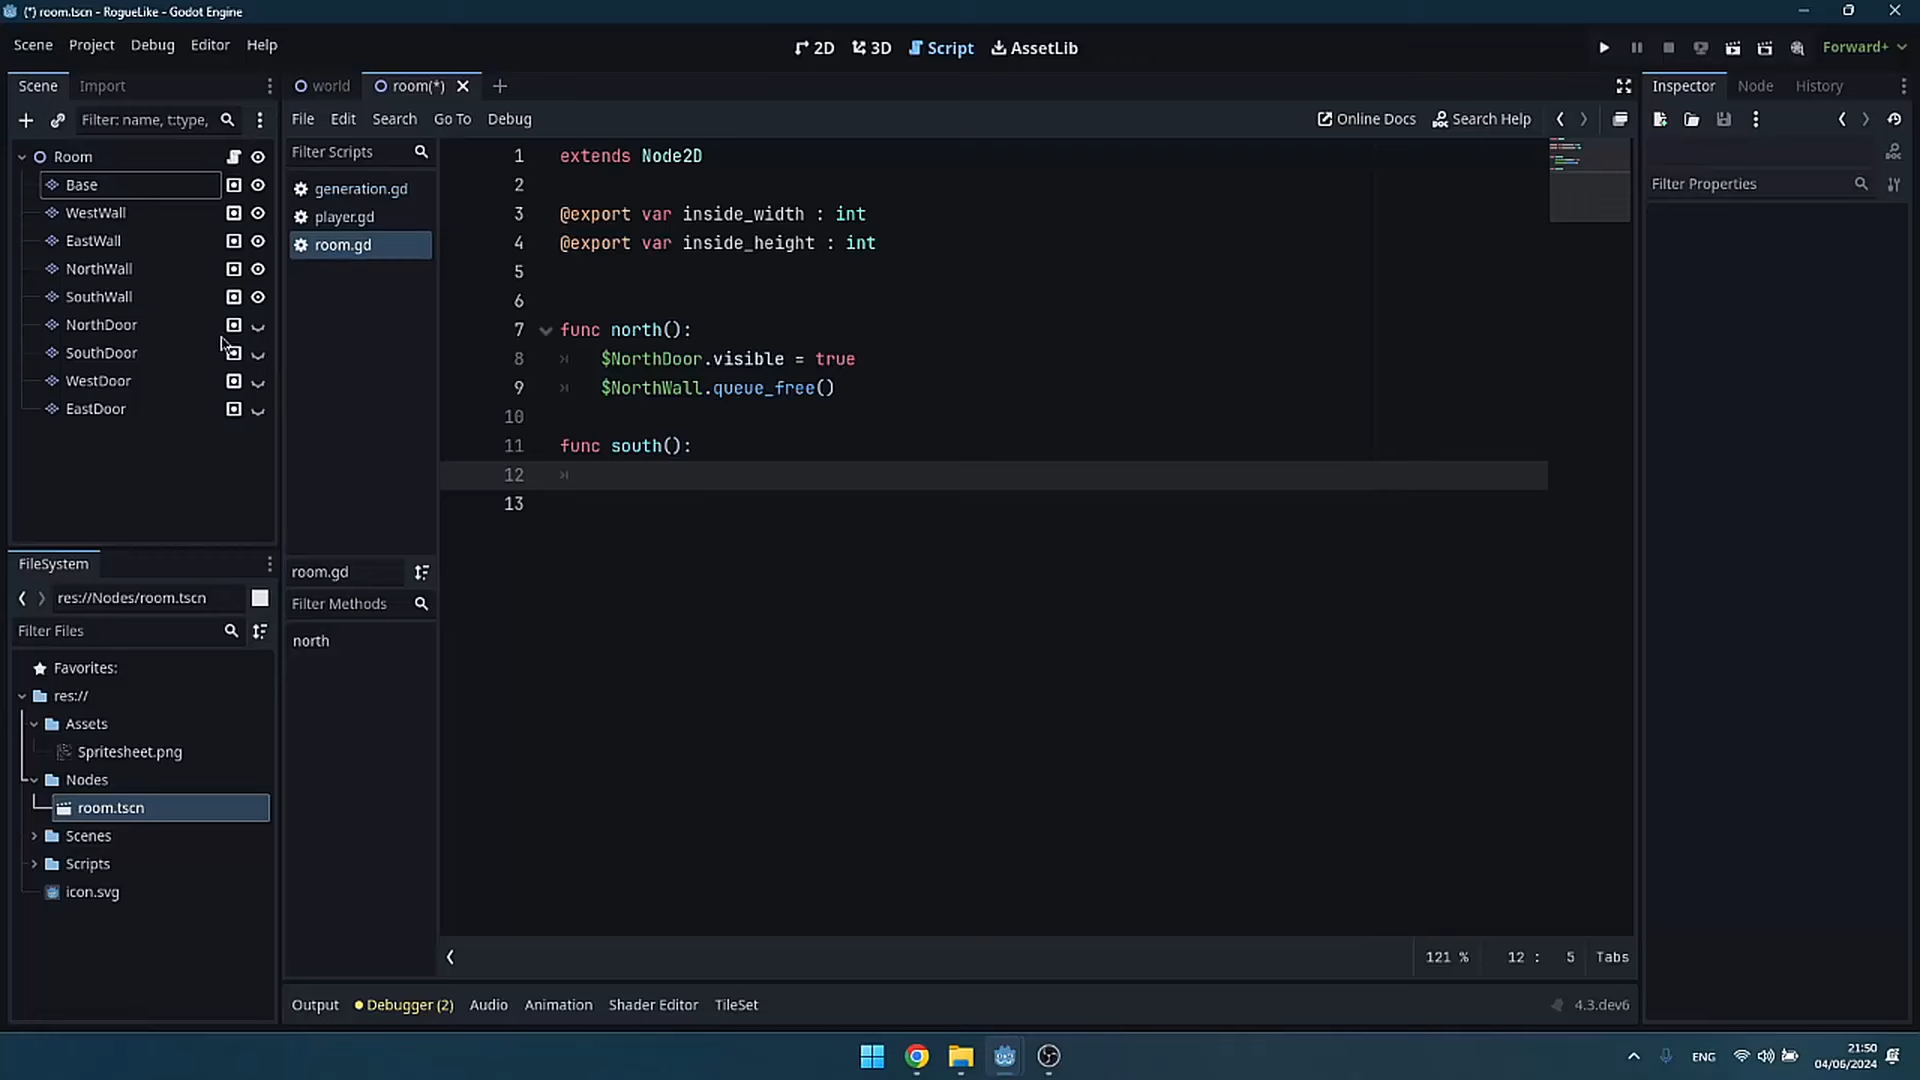 (*) room.tscn - RogueLike - Godot Engine
Scene Project Debug Editor Help
2D 3D Script AssetLib
Forward+
Scene Import
world room(*)
Inspector Node History
Filter: name, t:type,
File Edit Search Go To Debug
Online Docs Search Help
Room
Base
WestWall
EastWall
NorthWall
SouthWall
NorthDoor
SouthDoor
WestDoor
EastDoor
Filter Scripts
generation.gd
player.gd
room.gd
Filter Properties
1 extends Node2D
2
3 @export var inside_width : int
4 @export var inside_height : int
5
6
7 func north():
8 $NorthDoor.visible = true
9 $NorthWall.queue_free()
10
11 func south():
12
13
FileSystem
res://Nodes/room.tscn
Filter Files
Favorites:
res://
Assets
Spritesheet.png
Nodes
room.tscn
Scenes
Scripts
icon.svg
room.gd
Filter Methods
north
121 % 12 : 5 Tabs
Output Debugger (2) Audio Animation Shader Editor TileSet
4.3.dev6
ENG
21:50
04/06/2024